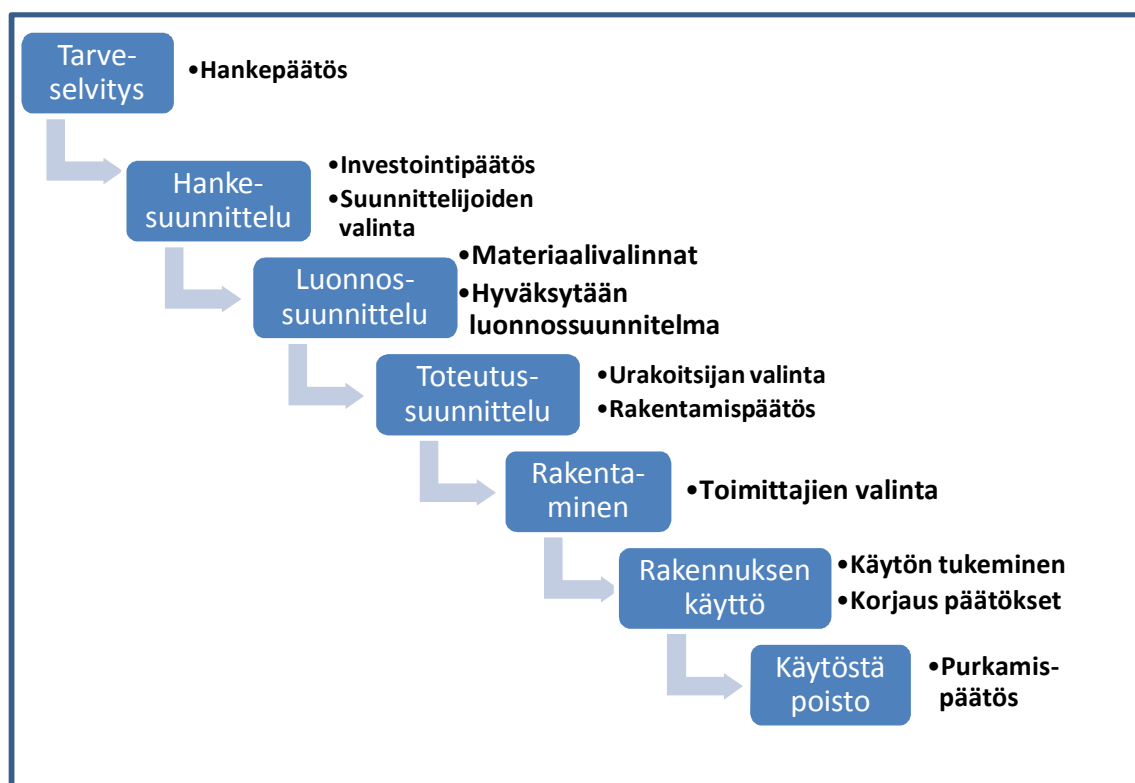 Tarve-
selvitys
•Hankepäätös
Hanke-
suunnittelu
•Investointipäätös
•Suunnittelijoiden
valinta
Luonnos-
suunnittelu
•Materiaalivalinnat
•Hyväksytään
luonnossuunnitelma
Toteutus-
suunnittelu
•Urakoitsijan valinta
•Rakentamispäätös
Rakenta-
minen
•Toimittajien valinta
Rakennuksen
käyttö
•Käytön tukeminen
•Korjaus päätökset
Käytöstä
poisto
•Purkamis-
päätös